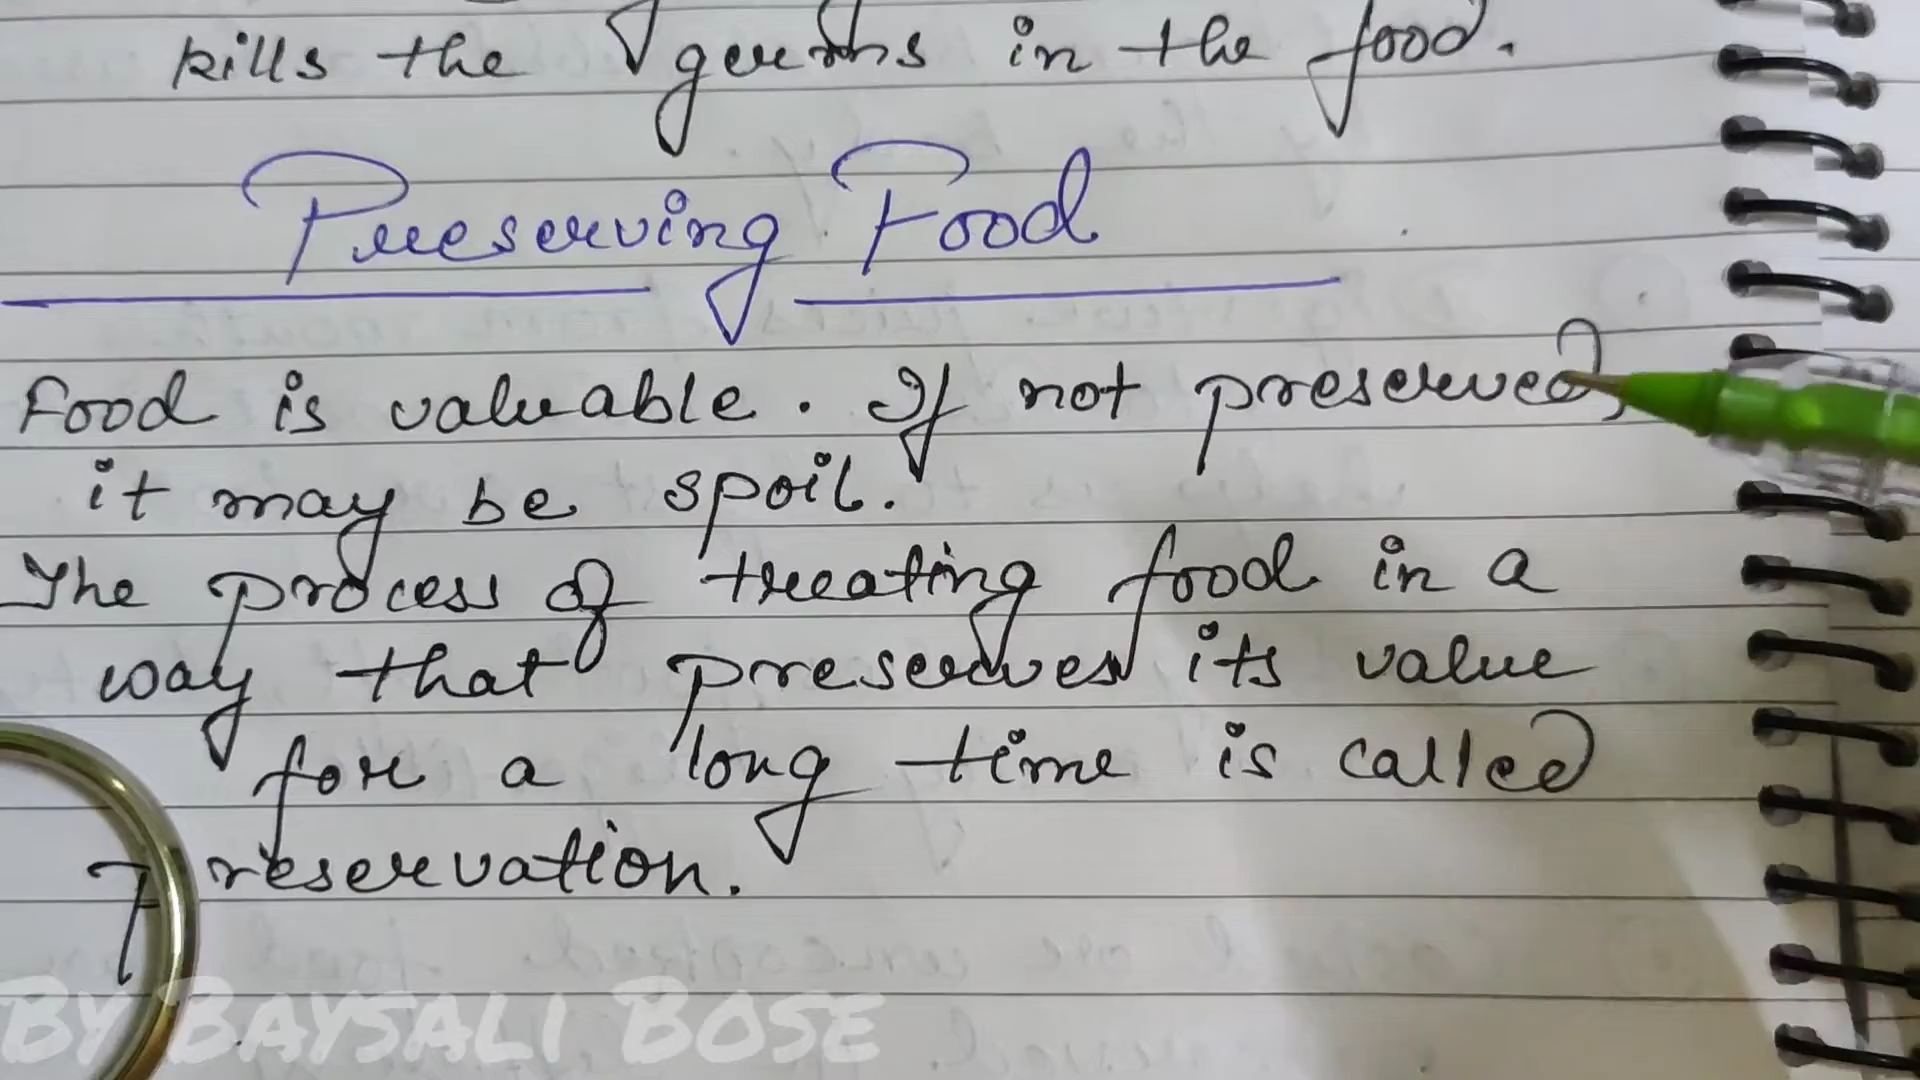 kills the germs in the food.
Preserving Food
Food is valuable. If not preserved,
it may be spoil.
The process of treating food in a
way that preserves its value
for a long time is called
Preservation.
By Baysali Bose